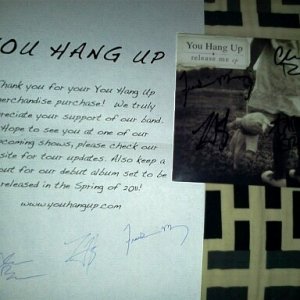 YOU HANG UP
Thank you for your You Hang Up
merchandise purchase! We truly
appreciate your support of our band.
Hope to see you at one of our
upcoming shows, please check our
site for tour updates. Also keep a
out for our debut album set to be
released in the Spring of 2011!
www.youhangup.com
You Hang Up
release me ep